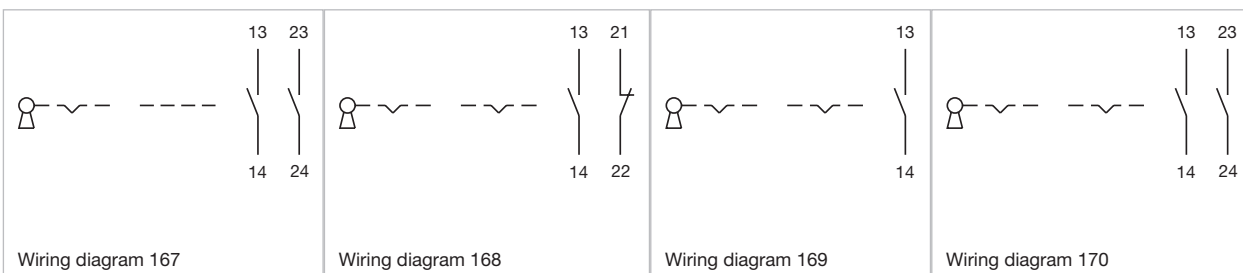 13 23
14 24
Wiring diagram 167
13 21
14 22
Wiring diagram 168
13
14
Wiring diagram 169
13 23
14 24
Wiring diagram 170